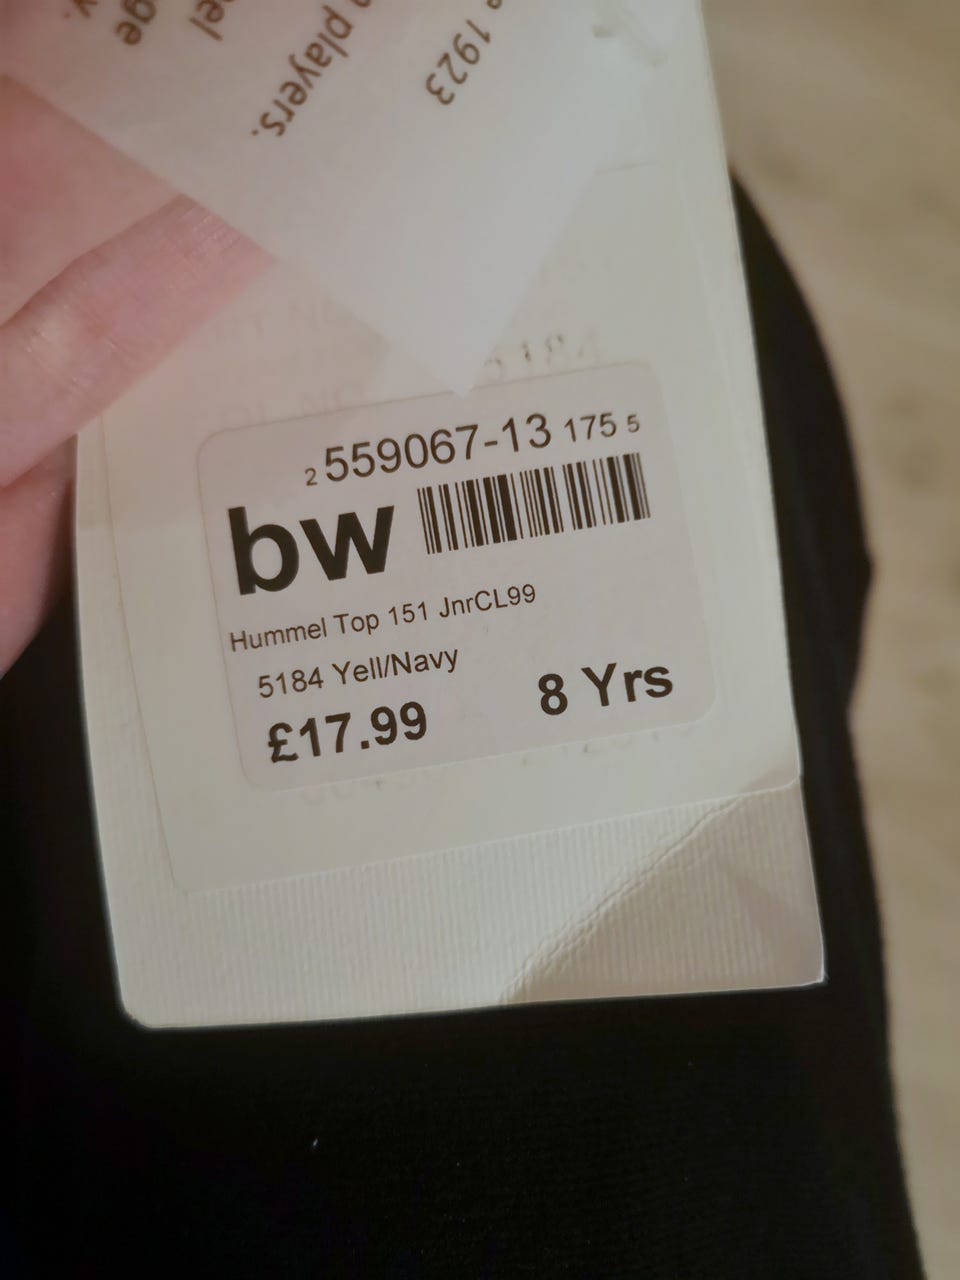 players.
1923
2 559067-13 175 5
bw
Hummel Top 151 JnrCL99
5184 Yell/Navy
£17.99 8 Yrs